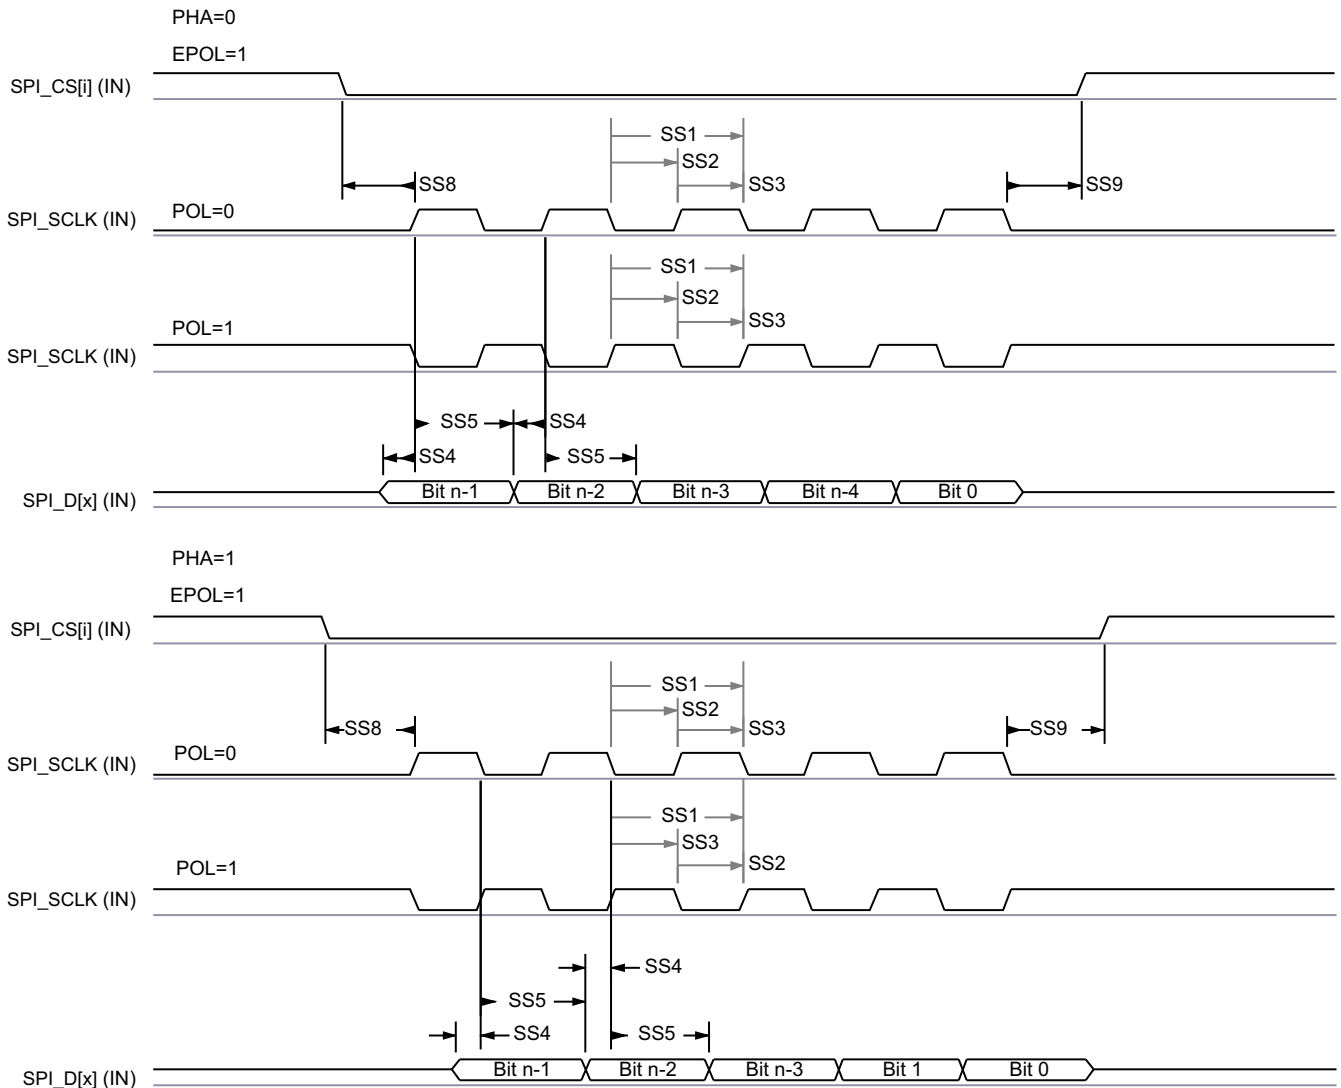 PHA=0
EPOL=1
SPI_CS[i] (IN)
SS1
SS2
SS8
SS3
SS9
POL=0
SPI_SCLK (IN)
SS1
SS2
SS3
POL=1
SPI_SCLK (IN)
SS5
SS4
SS4
SS5
SPI_D[x] (IN)
Bit n-1
Bit n-2
Bit n-3
Bit n-4
Bit 0
PHA=1
EPOL=1
SPI_CS[i] (IN)
SS1
SS2
SS8
SS3
SS9
POL=0
SPI_SCLK (IN)
SS1
SS3
SS2
POL=1
SPI_SCLK (IN)
SS4
SS5
SS4
SS5
SPI_D[x] (IN)
Bit n-1
Bit n-2
Bit n-3
Bit 1
Bit 0